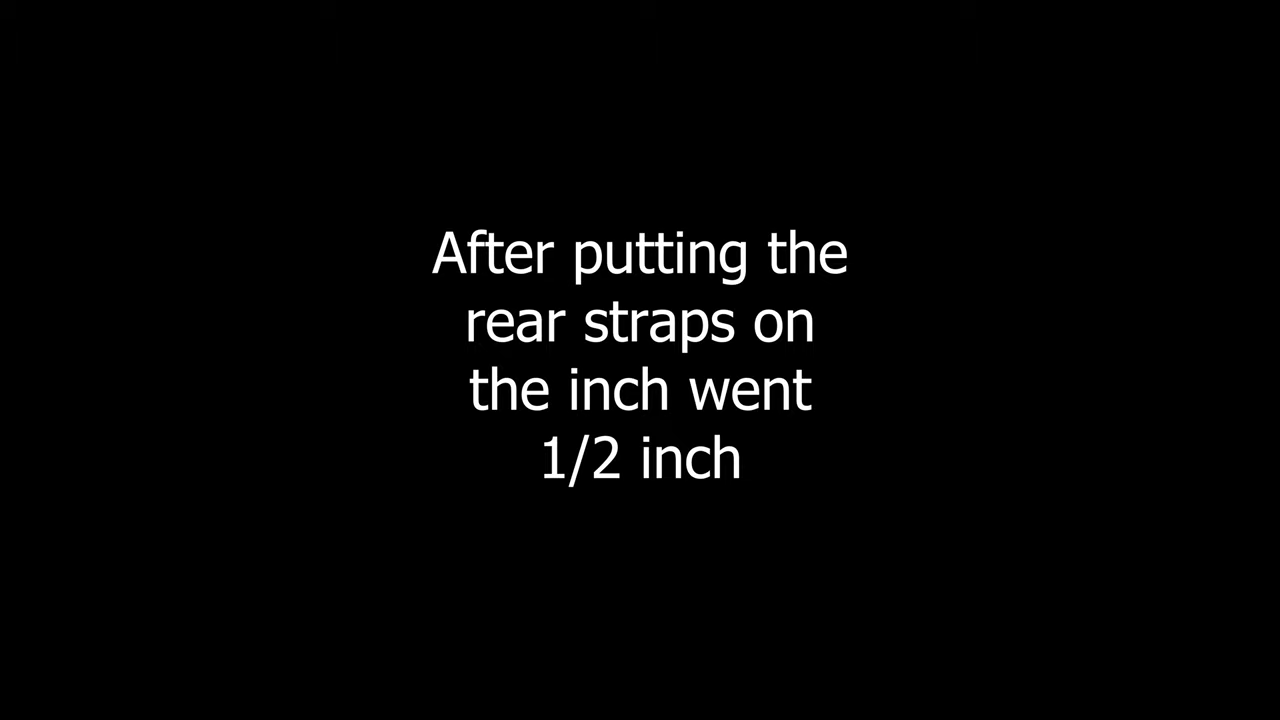 After putting the
rear straps on
the inch went
1/2 inch